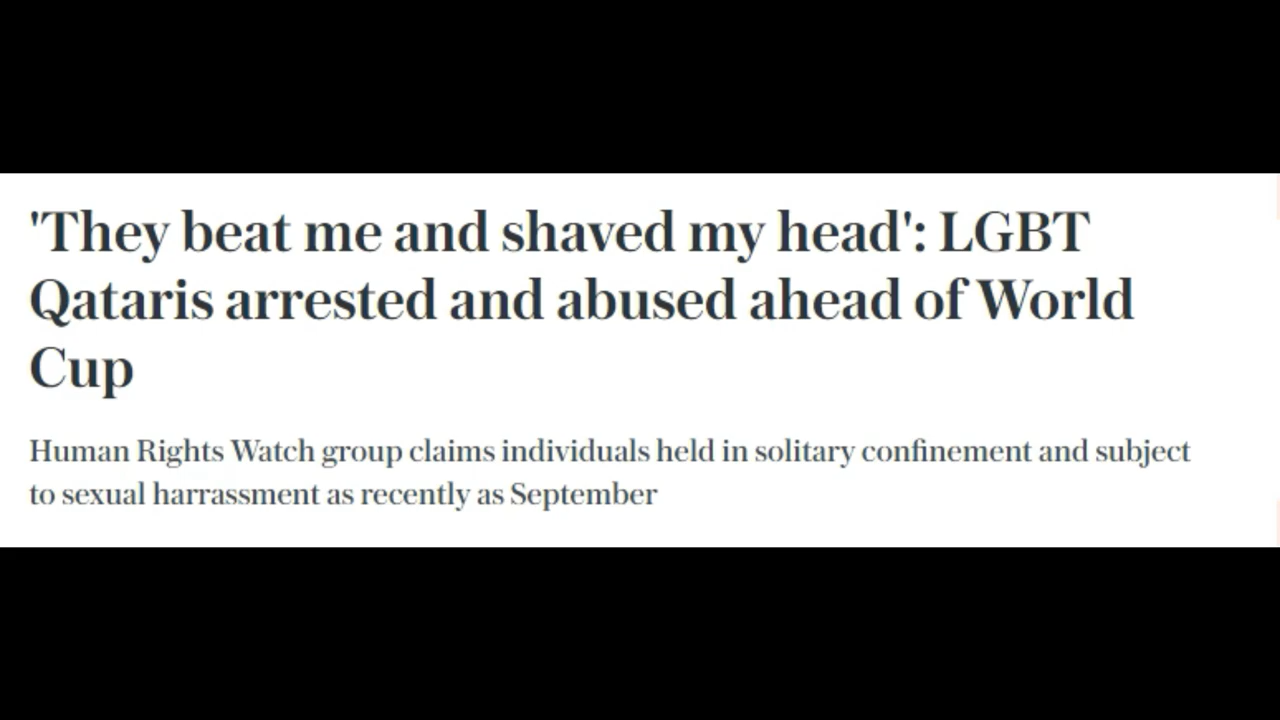 'They beat me and shaved my head': LGBT
Qataris arrested and abused ahead of World
Cup
Human Rights Watch group claims individuals held in solitary confinement and subject
to sexual harrassment as recently as September